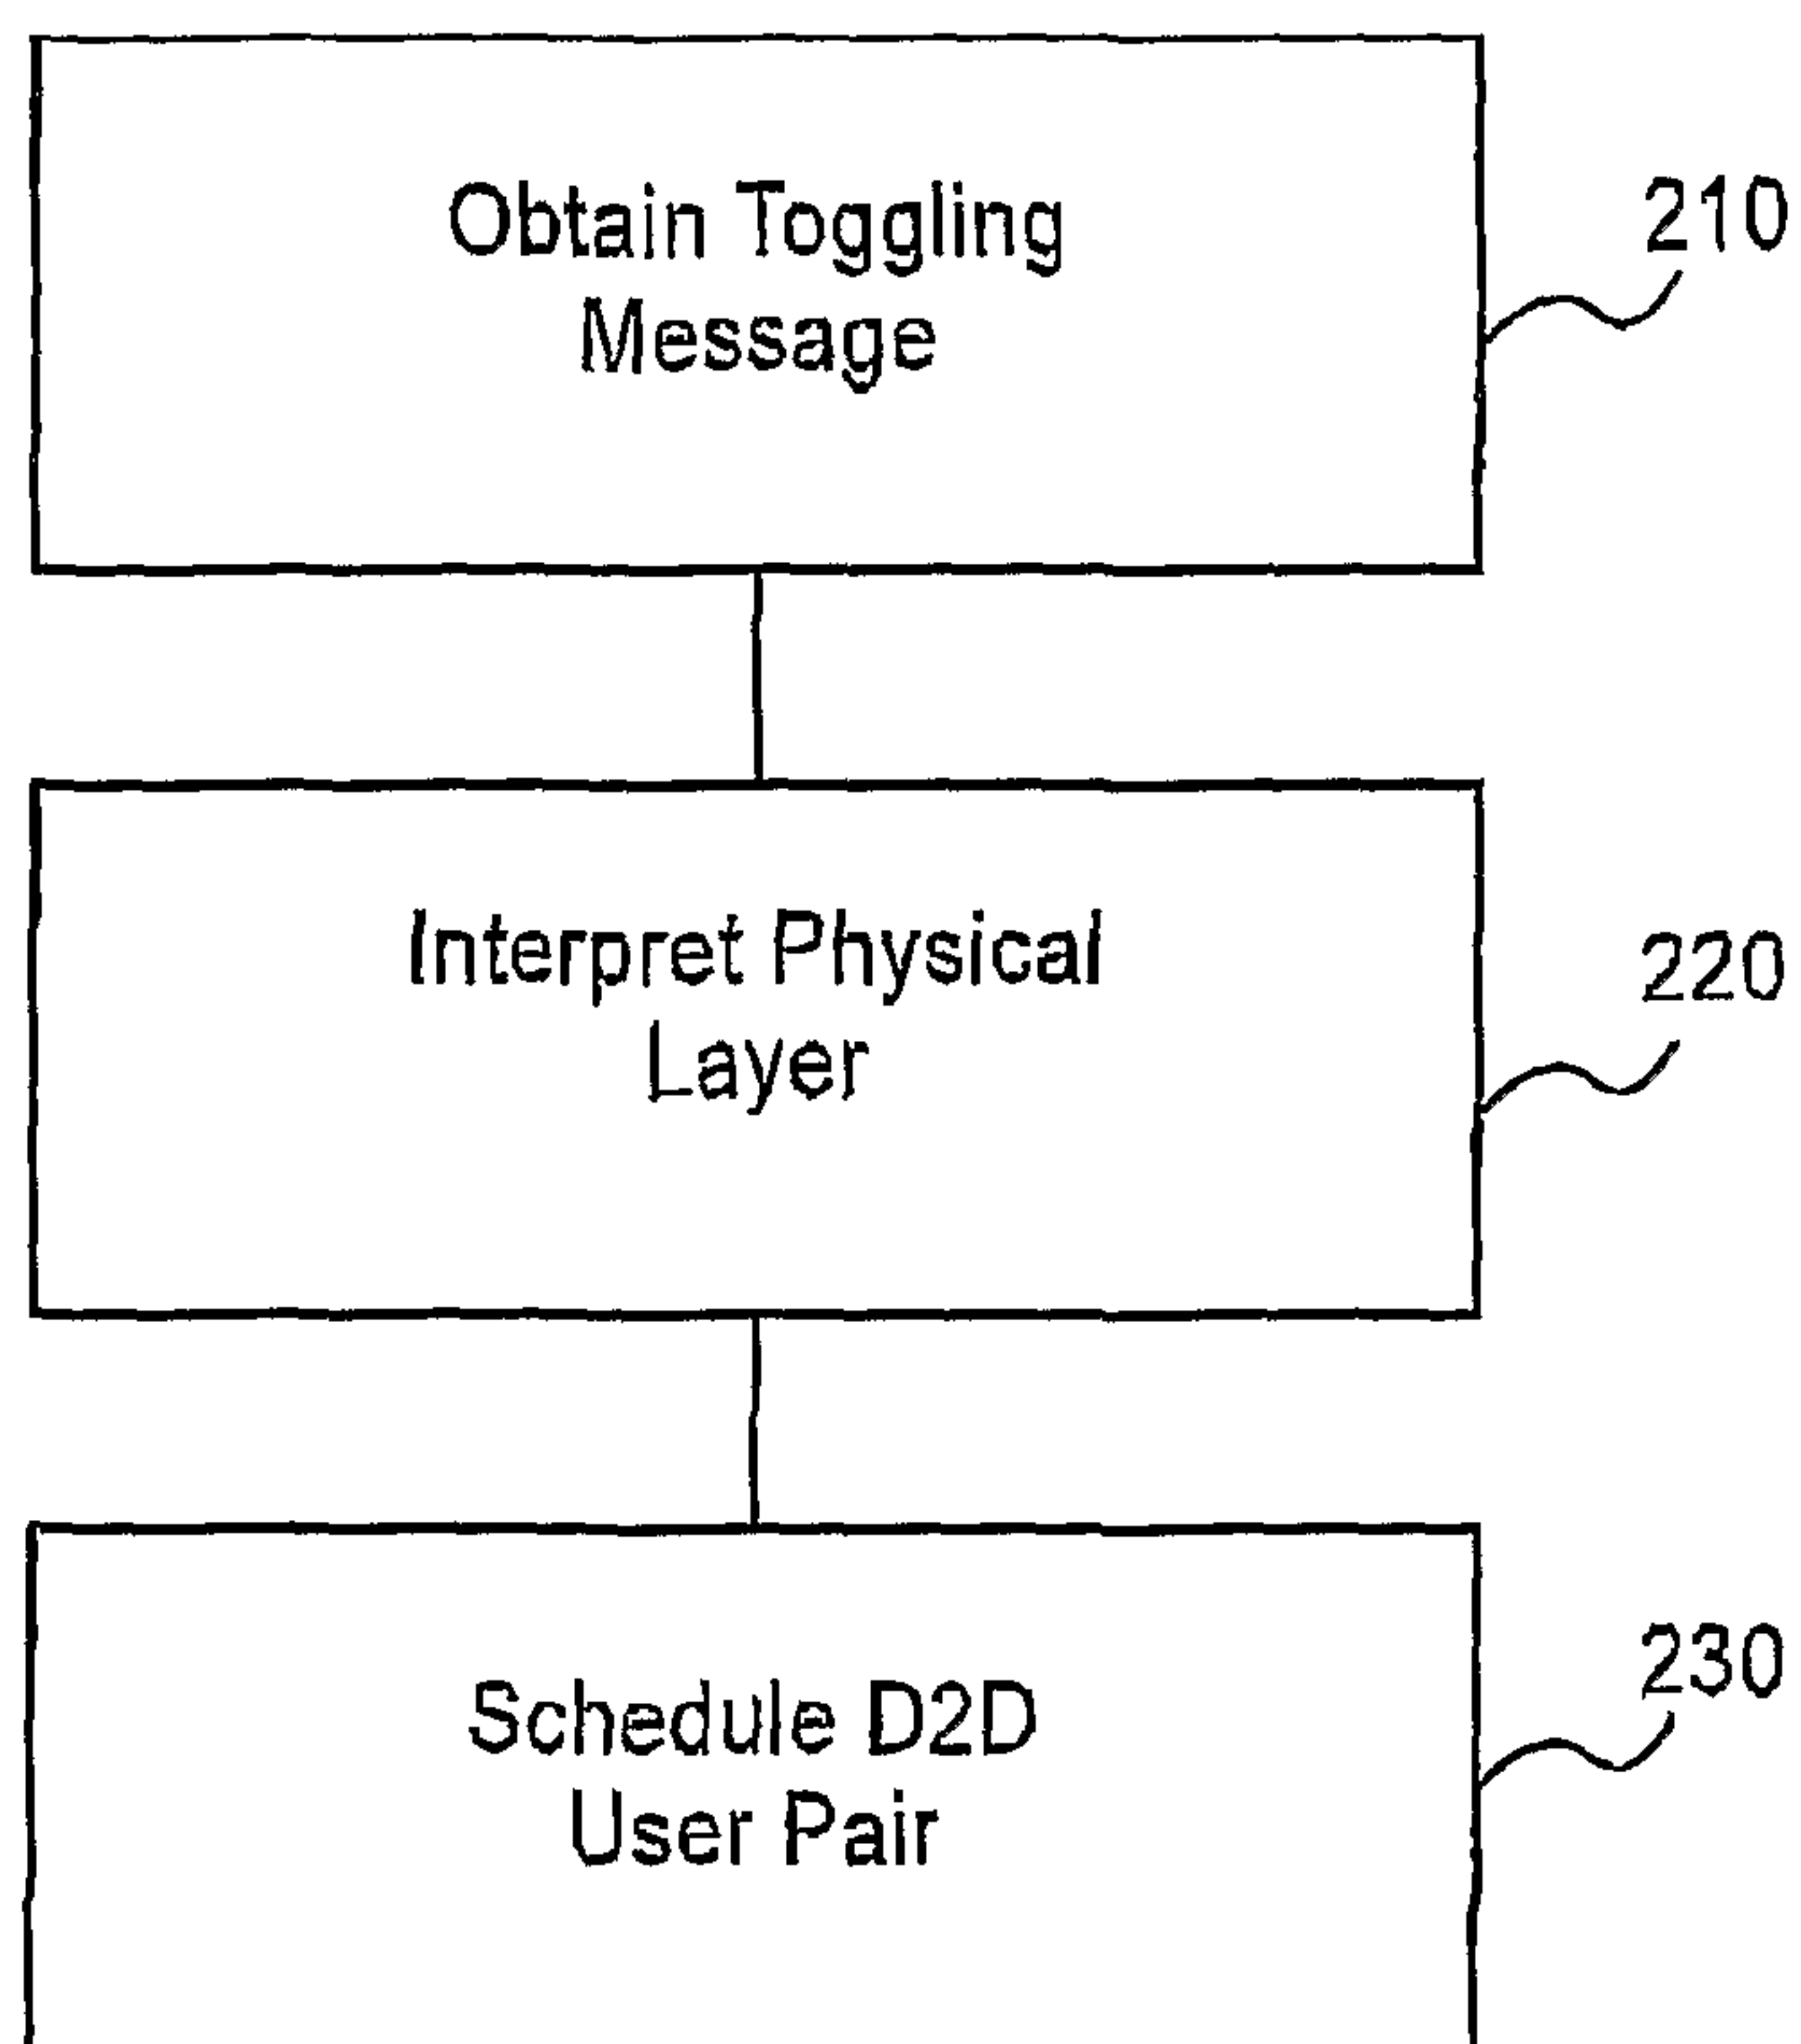 Obtain Toggling
Message
210
Interpret Physical
Layer
220
Schedule D2D
User Pair
230